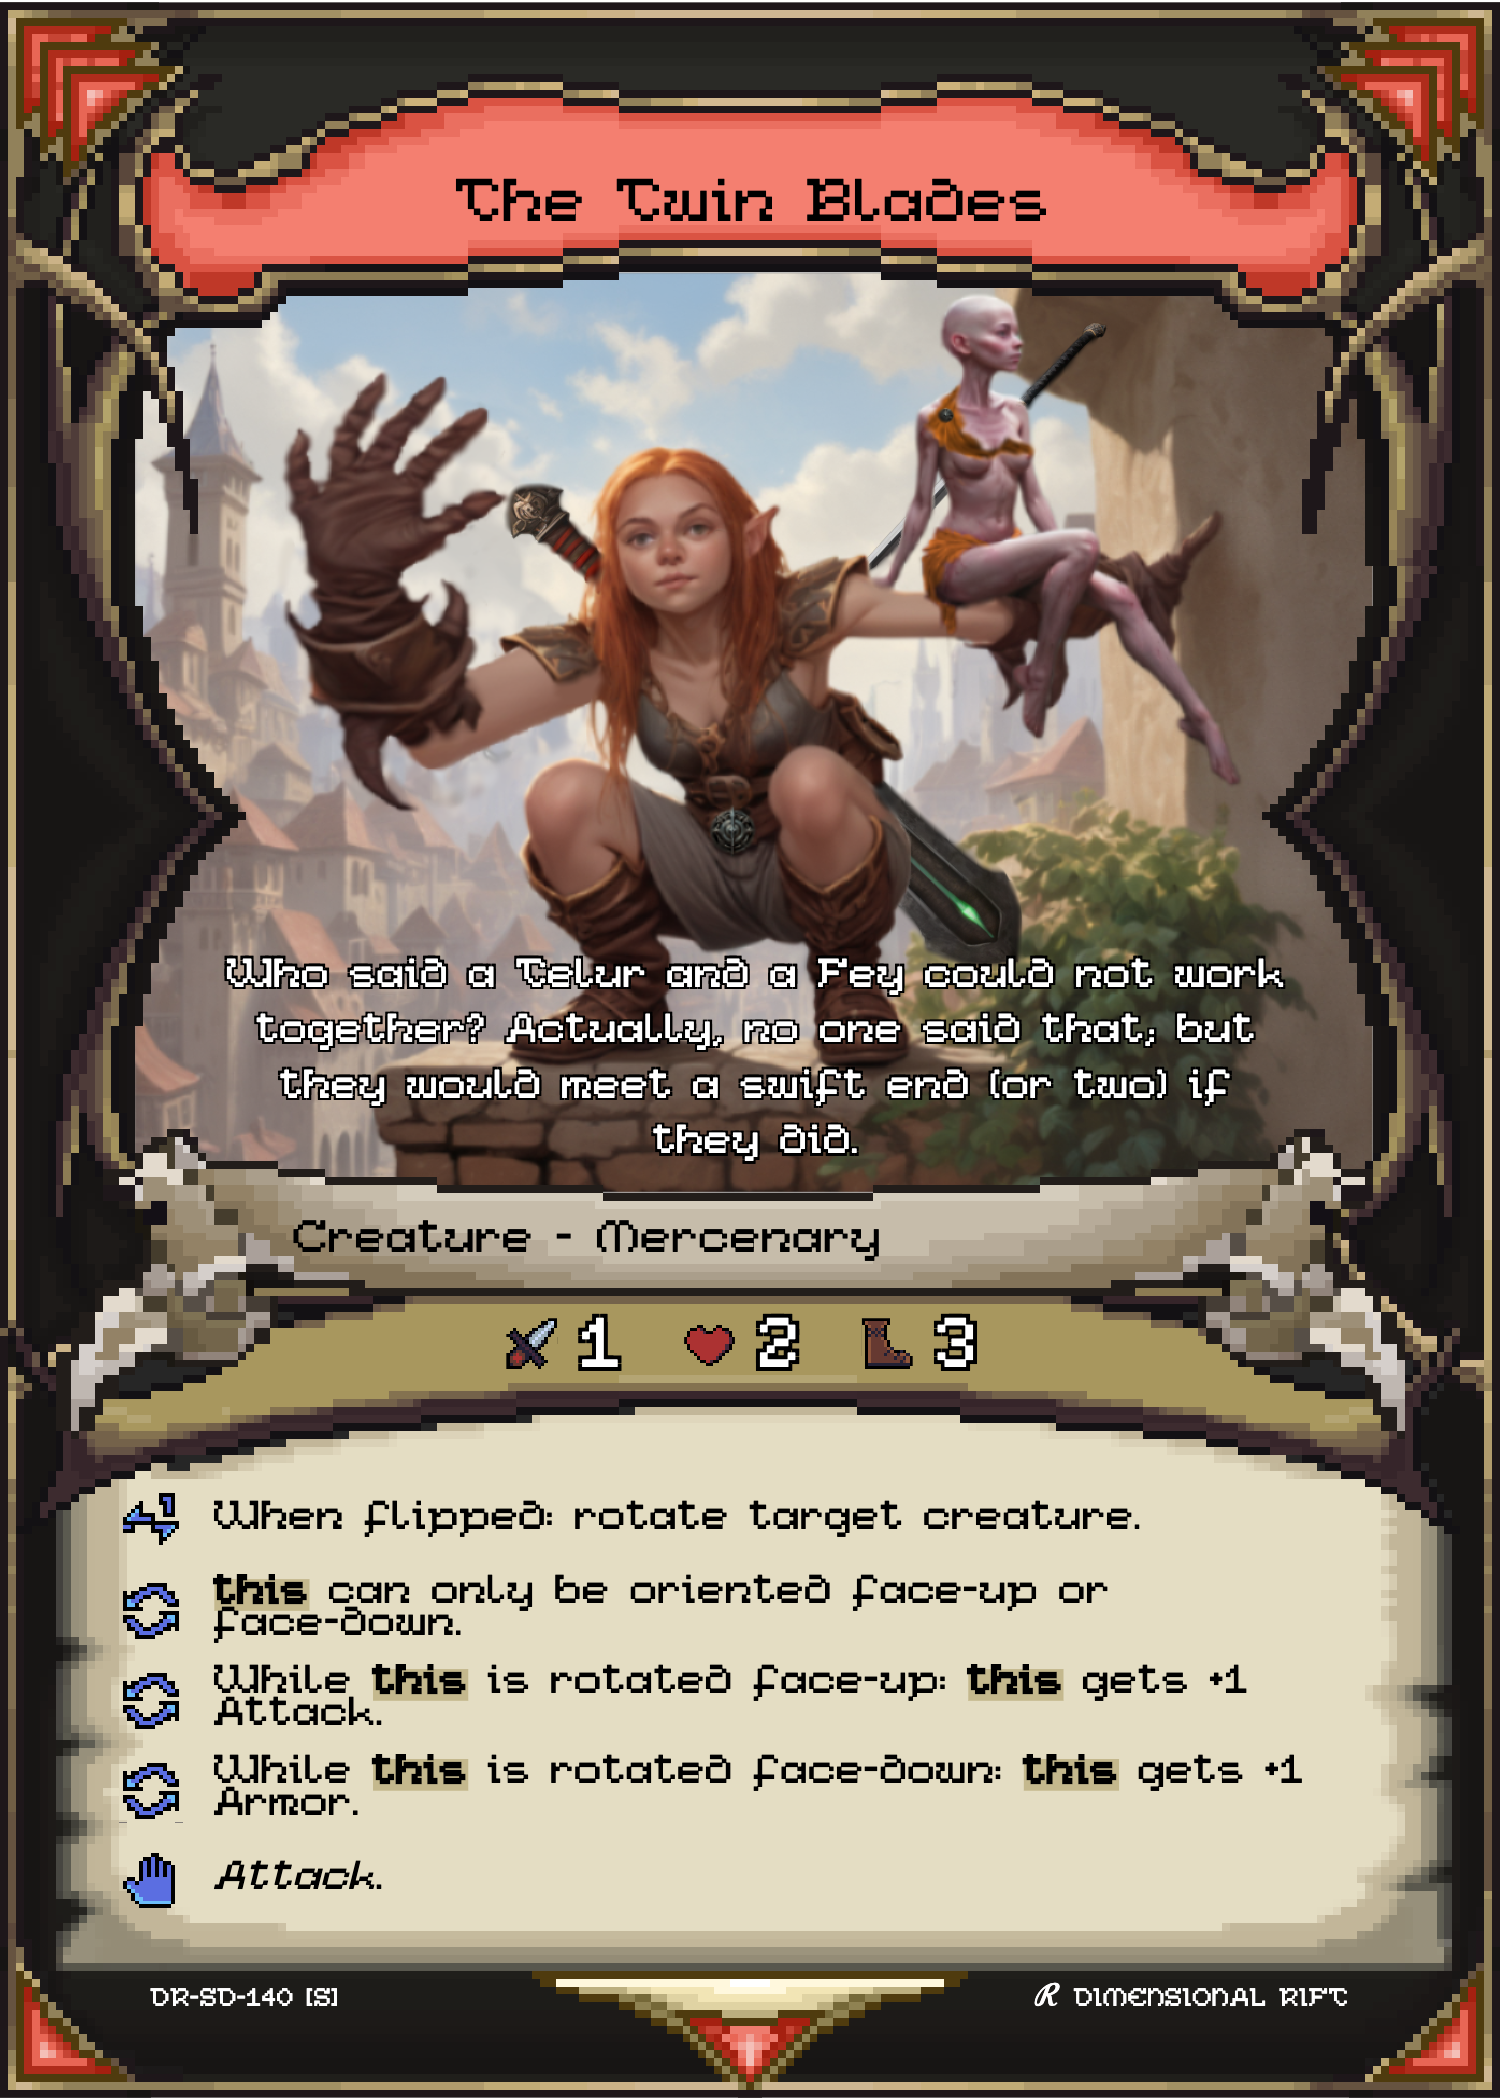 The Twin Blades
Who said a Telur and a Fey could not work
together? Actually, no one said that; but
they would meet a swift end (or two) if
they did.
Creature - Mercenary
1 2 3
When flipped: rotate target creature.
this can only be oriented face-up or
face-down.
While this is rotated face-up: this gets +1
Attack.
While this is rotated face-down: this gets +1
Armor.
Attack.
DR-SD-140 [S]
R DIMENSIONAL RIFT